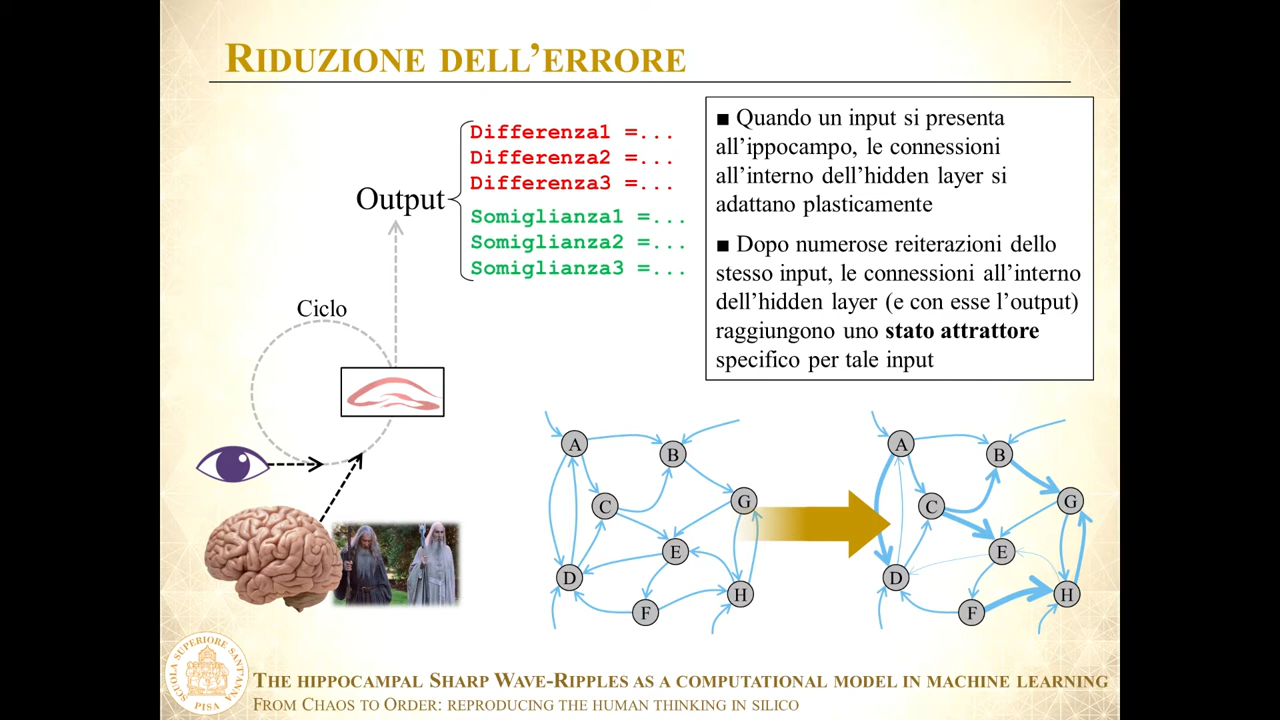 RIDUZIONE DELL'ERRORE
Differenza1 =...
Differenza2 =...
Differenza3 =...
Output
Somiglianza1 =...
Somiglianza2 =...
Somiglianza3 =...
Ciclo
■ Quando un input si presenta
all'ippocampo, le connessioni
all'interno dell'hidden layer si
adattano plasticamente
■ Dopo numerose reiterazioni dello
stesso input, le connessioni all'interno
dell'hidden layer (e con esse l'output)
raggiungono uno stato attrattore
specifico per tale input
A
B
C
G
E
D
F
H
A
B
C
G
E
D
F
H
SCUOLA SUPERIORE SANT'ANNA
PISA
THE HIPPOCAMPAL SHARP WAVE-RIPPLES AS A COMPUTATIONAL MODEL IN MACHINE LEARNING
FROM CHAOS TO ORDER: REPRODUCING THE HUMAN THINKING IN SILICO